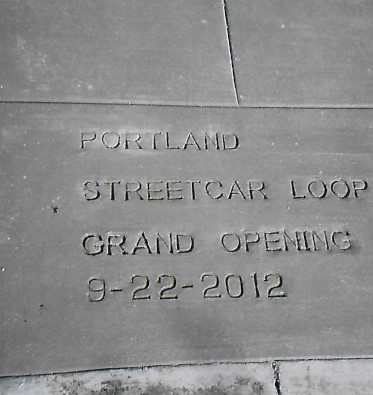 PORTLAND
STREETCAR LOOP
GRAND OPENING
9-22-2012